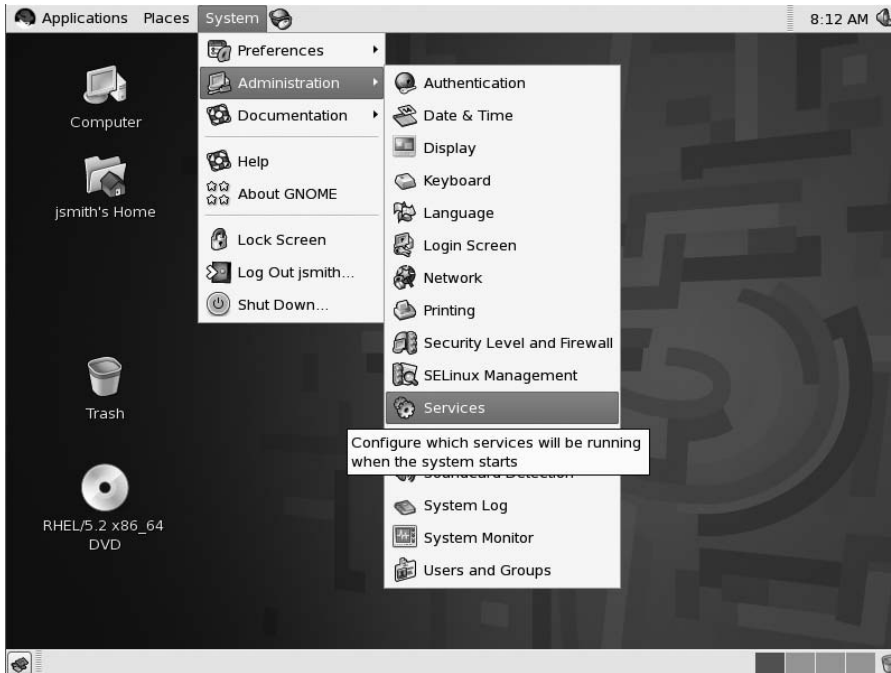 Applications Places System
8:12 AM
Computer
jsmith's Home
Trash
RHEL/5.2 x86_64
DVD
Preferences
Administration
Documentation
Help
About GNOME
Lock Screen
Log Out jsmith...
Shut Down...
Authentication
Date & Time
Display
Keyboard
Language
Login Screen
Network
Printing
Security Level and Firewall
SELinux Management
Services
Configure which services will be running
when the system starts
Soundcard Detection
System Log
System Monitor
Users and Groups